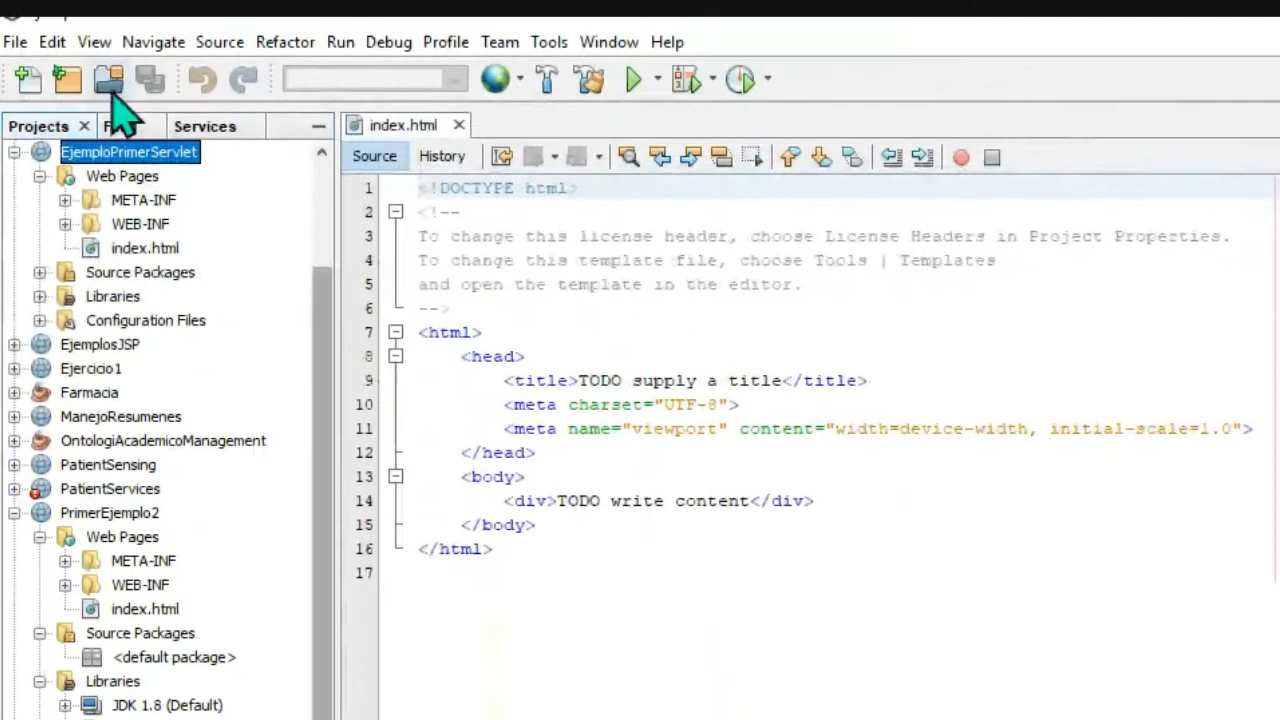 File Edit View Navigate Source Refactor Run Debug Profile Team Tools Window Help
Projects Services
index.html
Source History
EjemploPrimerServlet
Web Pages
META-INF
WEB-INF
index.html
Source Packages
Libraries
Configuration Files
EjemplosJSP
Ejercicio1
Farmacia
ManejoResumenes
OntologiAcademicoManagement
PatientSensing
PatientServices
PrimerEjemplo2
Web Pages
META-INF
WEB-INF
index.html
Source Packages
<default package>
Libraries
JDK 1.8 (Default)
1 <!DOCTYPE html>
2 <!--
3 To change this license header, choose License Headers in Project Properties.
4 To change this template file, choose Tools | Templates
5 and open the template in the editor.
6 -->
7 <html>
8 <head>
9 <title>TODO supply a title</title>
10 <meta charset="UTF-8">
11 <meta name="viewport" content="width=device-width, initial-scale=1.0">
12 </head>
13 <body>
14 <div>TODO write content</div>
15 </body>
16 </html>
17